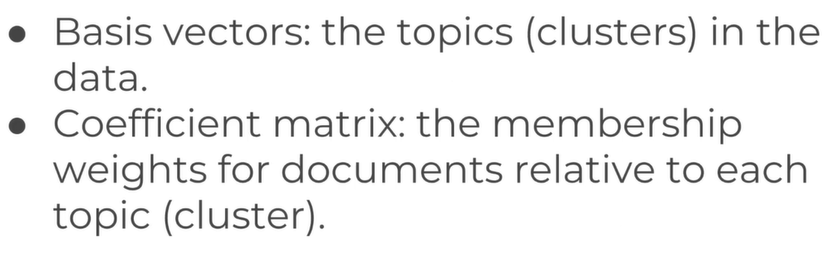 ● Basis vectors: the topics (clusters) in the
data.
● Coefficient matrix: the membership
weights for documents relative to each
topic (cluster).